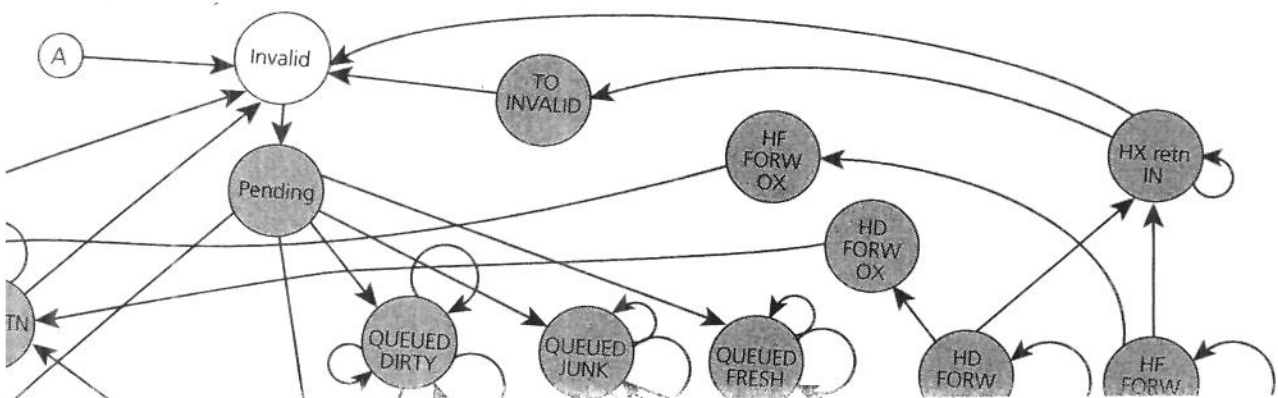 A
Invalid
TO
INVALID
HF
FORW
OX
HX retn
IN
Pending
HD
FORW
OX
TN
QUEUED
DIRTY
QUEUED
JUNK
QUEUED
FRESH
HD
FORW
HF
FORW